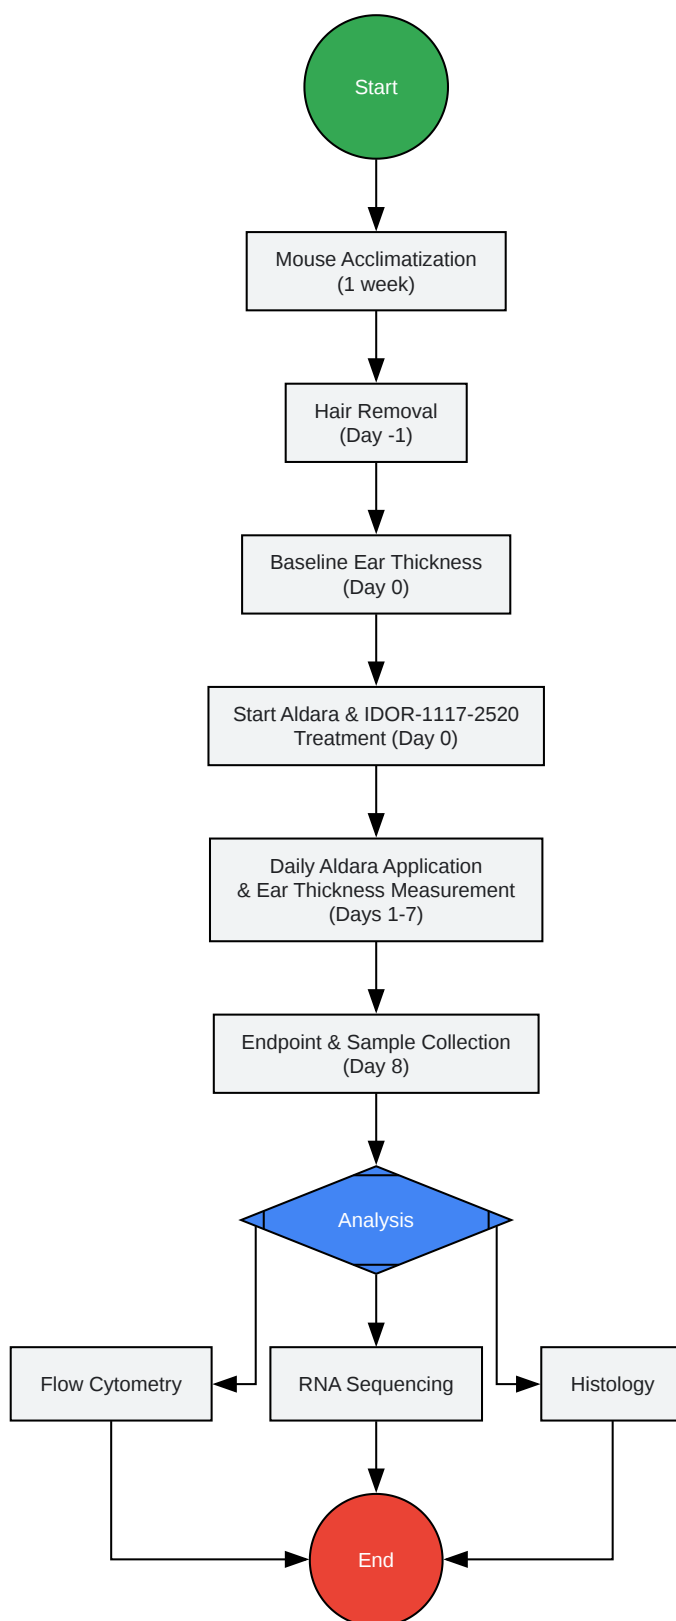 Start
Mouse Acclimatization
(1 week)
Hair Removal
(Day -1)
Baseline Ear Thickness
(Day 0)
Start Aldara & IDOR-1117-2520
Treatment (Day 0)
Daily Aldara Application
& Ear Thickness Measurement
(Days 1-7)
Endpoint & Sample Collection
(Day 8)
Analysis
Flow Cytometry
RNA Sequencing
Histology
End